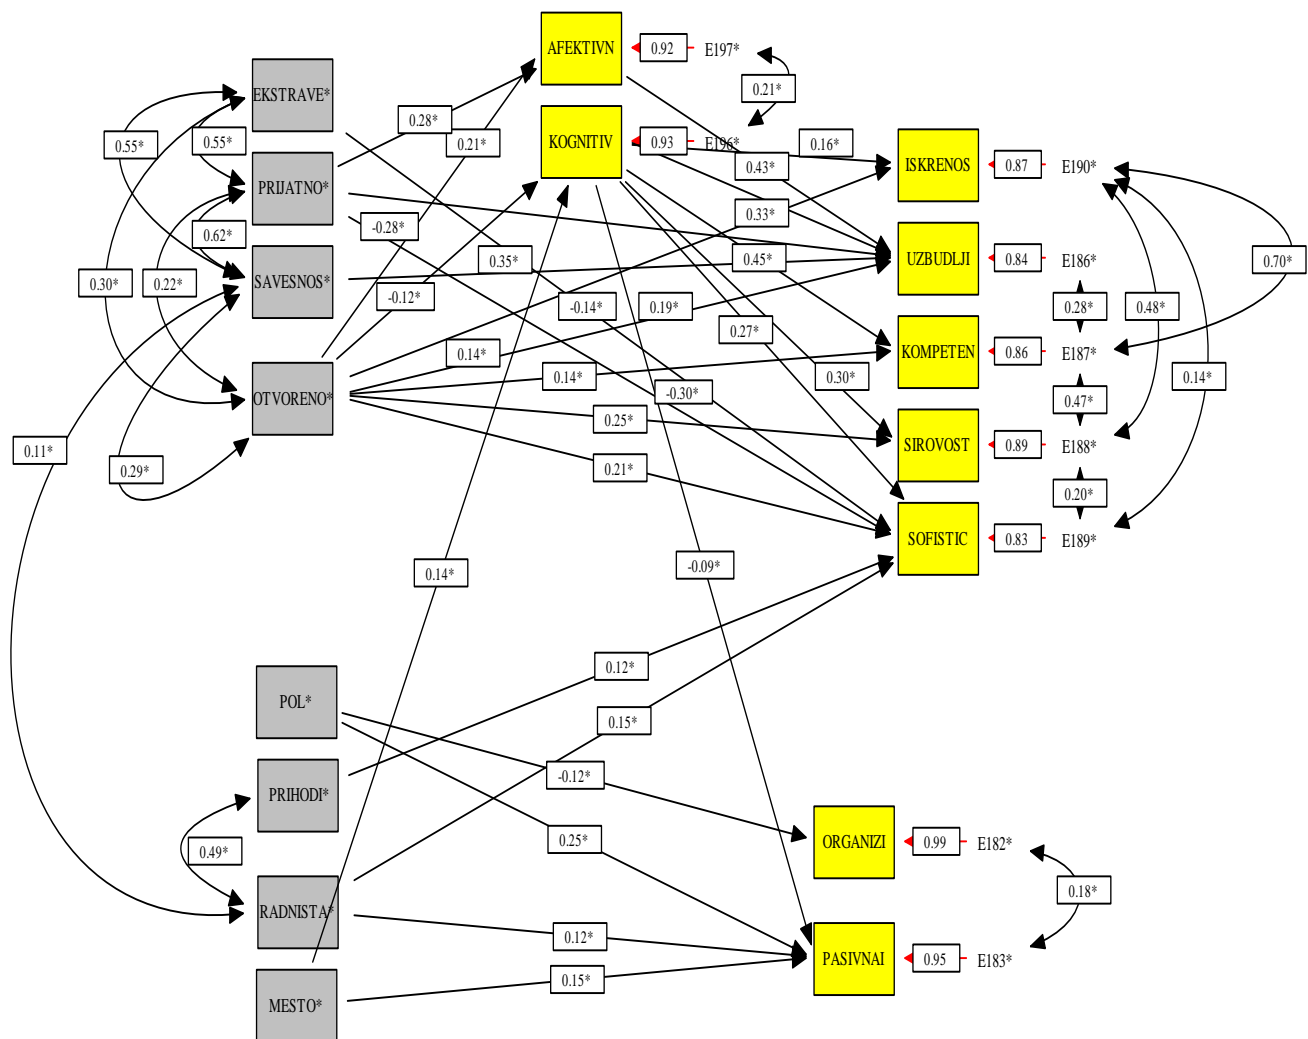 AFEKTIVN
0.92
E197*
EKSTRAVE*
0.21*
0.28*
0.55*
0.55*
0.21*
KOGNITIV
0.93
E196*
0.16*
ISKRENOS
0.87
E190*
0.43*
PRIJATNO*
0.33*
-0.28*
0.62*
0.35*
0.45*
UZBUDLJI
0.84
E186*
0.70*
SAVESNOS*
0.30*
0.22*
-0.12*
-0.14*
0.19*
0.28*
0.48*
0.27*
KOMPETEN
0.86
E187*
0.14*
0.14*
0.30*
0.14*
OTVORENO*
-0.30*
0.47*
0.25*
SIROVOST
0.89
E188*
0.11*
0.29*
0.21*
0.20*
SOFISTIC
0.83
E189*
0.14*
-0.09*
0.12*
POL*
0.15*
-0.12*
PRIHODI*
0.25*
ORGANIZI
0.99
E182*
0.49*
0.18*
RADNISTA*
0.12*
PASIVNAI
0.95
E183*
0.15*
MESTO*